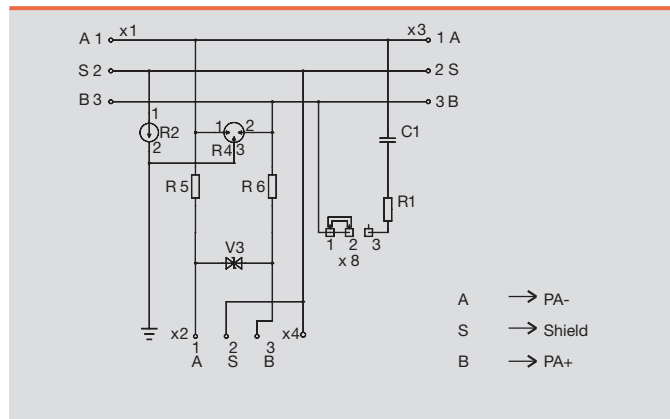 A 1 x1 x3 1 A
S 2 2 S
B 3 3 B
1 R2 2
1 2 R4 3
C1
R 5 R 6
R1
1 2 3
x 8
V3
x2 1 2 3 x4
A S B
A → PA-
S → Shield
B → PA+